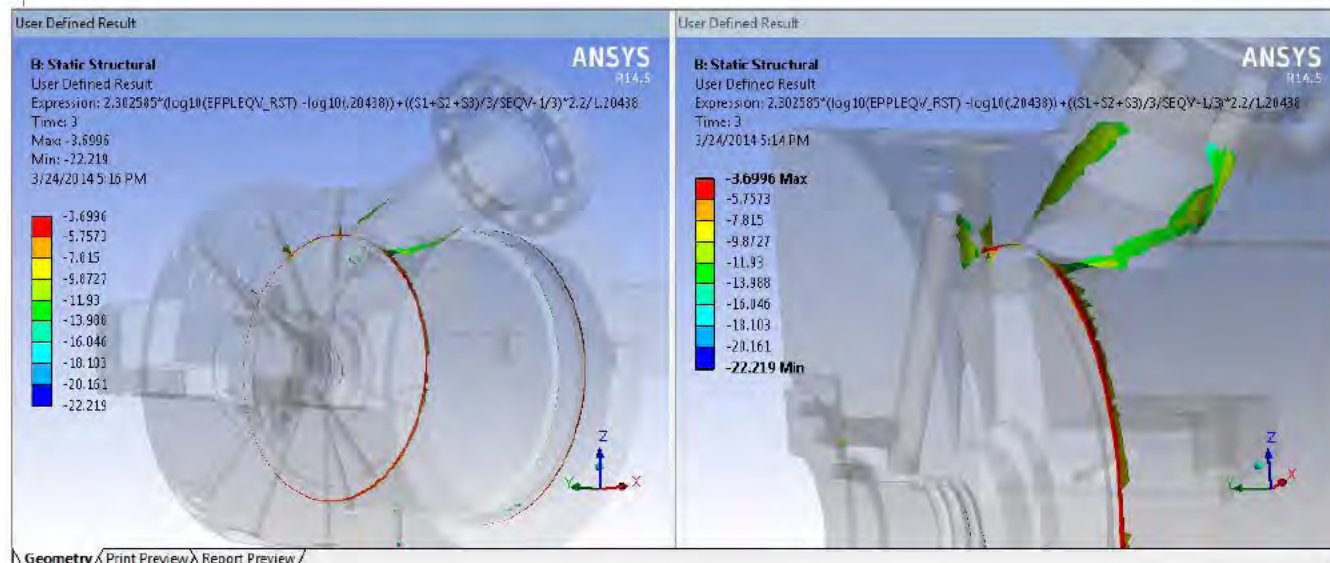 User Defined Result
B: Static Structural
User Defined Result
Expression: 2.302585*(log10(EPPLEQV_RST) -log10(.20438))+((S1+S2+S3)/3/SEQV-1/3)*2.2/1.20438
Time: 3
Max: -3.6996
Min: -22.219
3/24/2014 5:16 PM
ANSYS
R14.5
-3.6996
-5.7573
-7.815
-9.8727
-11.93
-13.988
-16.046
-18.103
-20.161
-22.219
Z
Y
X
User Defined Result
B: Static Structural
User Defined Result
Expression: 2.302585*(log10(EPPLEQV_RST) -log10(.20438))+((S1+S2+S3)/3/SEQV-1/3)*2.2/1.20438
Time: 3
3/24/2014 5:14 PM
ANSYS
R14.5
-3.6996 Max
-5.7573
-7.815
-9.8727
-11.93
-13.988
-16.046
-18.103
-20.161
-22.219 Min
Z
Y
X
Geometry Print Preview Report Preview